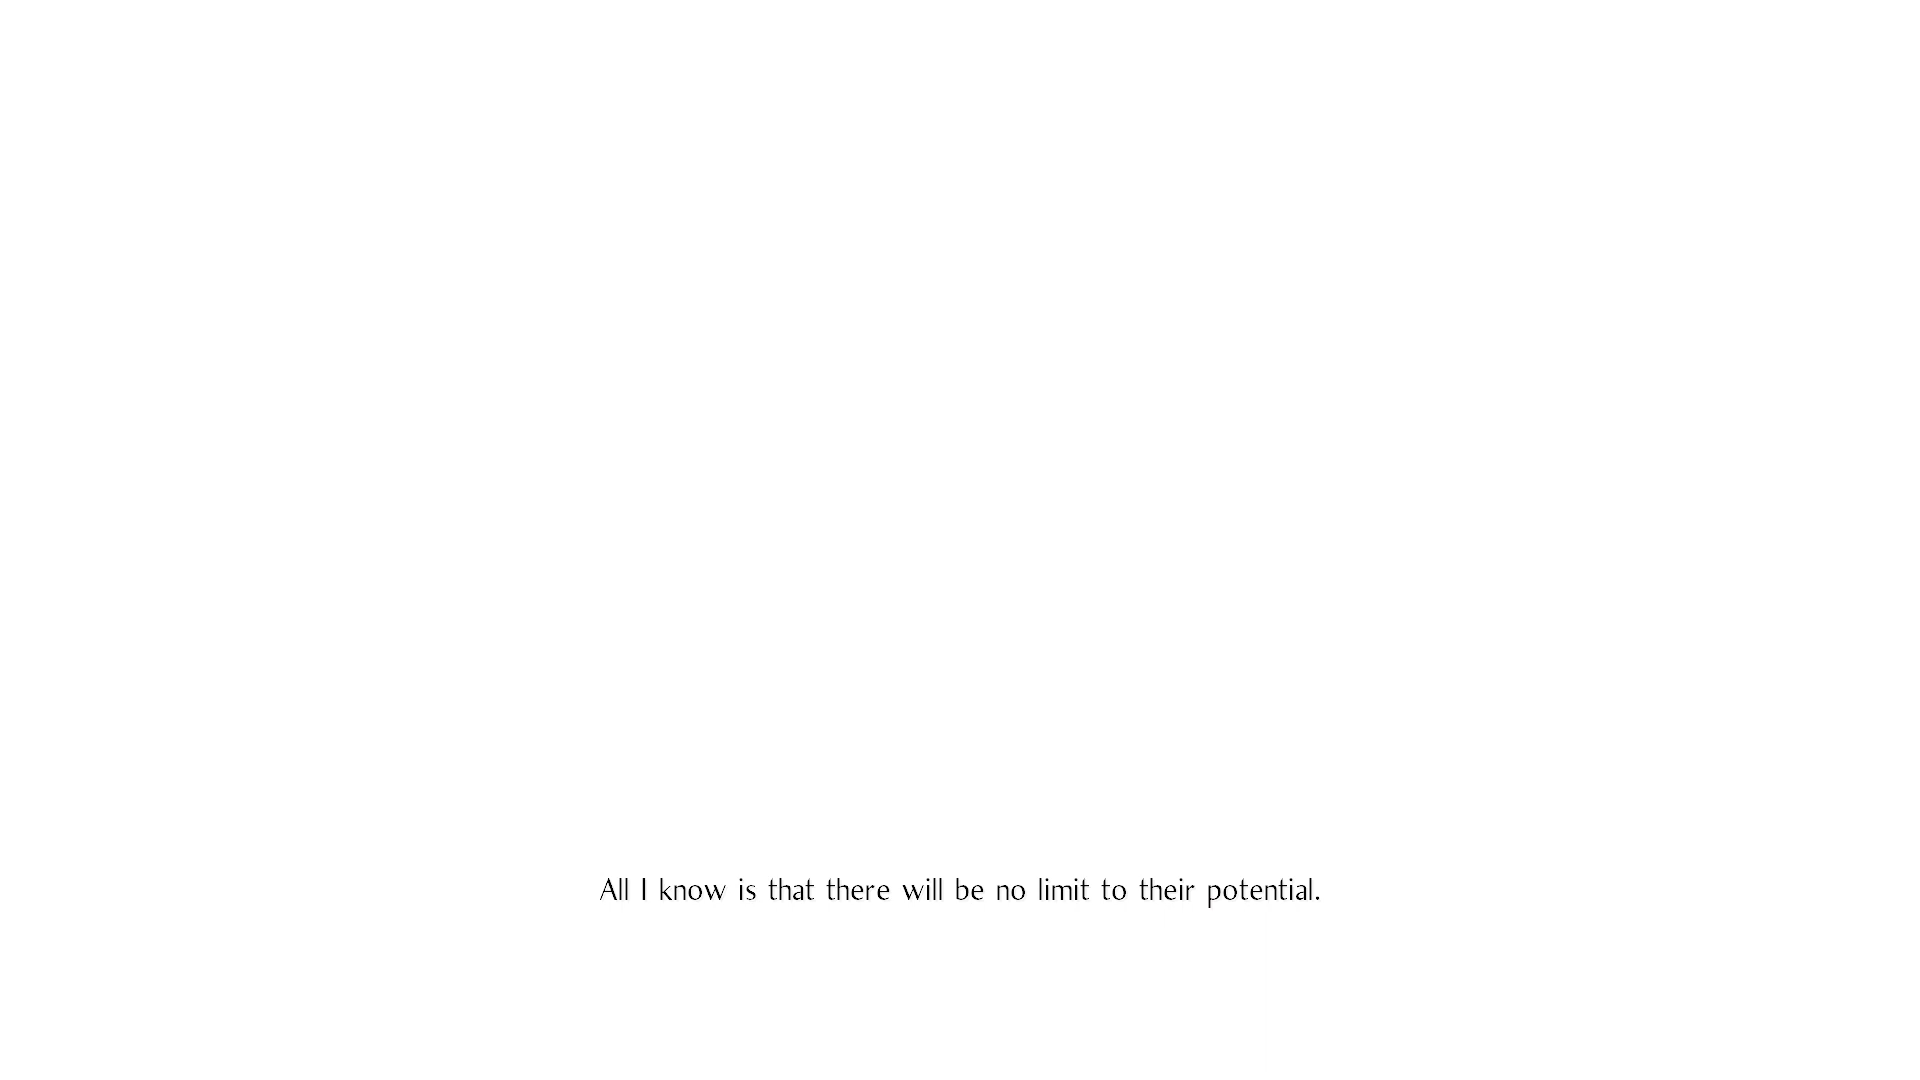 All I know is that there will be no limit to their potential.